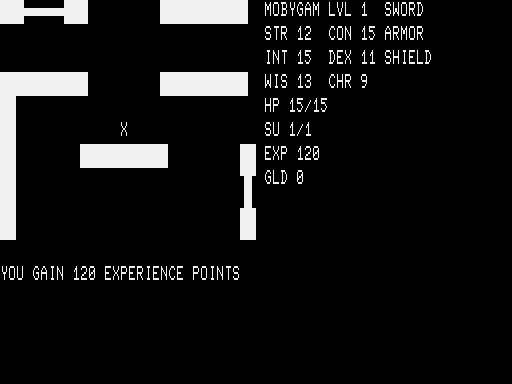 MOBYGAM LVL 1 SWORD
STR 12 CON 15 ARMOR
INT 15 DEX 11 SHIELD
WIS 13 CHR 9
HP 15/15
X
SU 1/1
EXP 120
GLD 0
YOU GAIN 120 EXPERIENCE POINTS